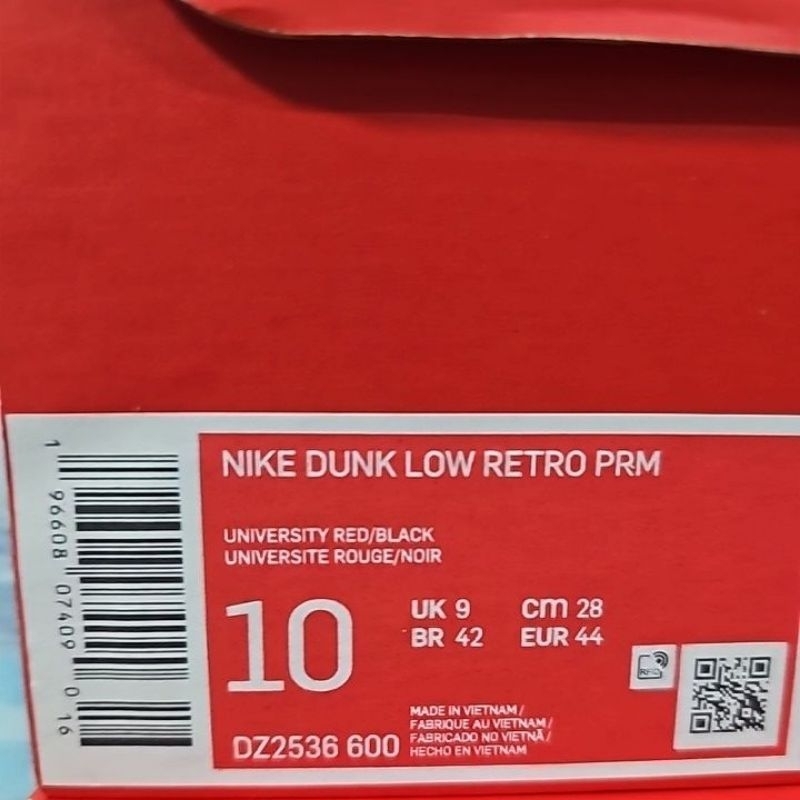 NIKE DUNK LOW RETRO PRM
UNIVERSITY RED/BLACK
UNIVERSITE ROUGE/NOIR
10
UK 9 cm 28
BR 42 EUR 44
DZ2536 600
MADE IN VIETNAM /
FABRIQUE AU VIETNAM /
FABRICADO NO VIETNÃ /
HECHO EN VIETNAM
RFID
1 96608 07409 0 16